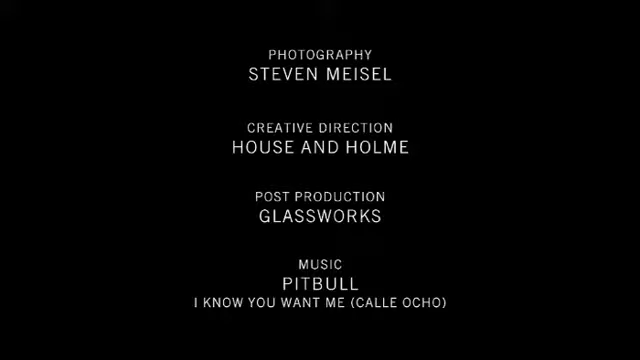 PHOTOGRAPHY
STEVEN MEISEL
CREATIVE DIRECTION
HOUSE AND HOLME
POST PRODUCTION
GLASSWORKS
MUSIC
PITBULL
I KNOW YOU WANT ME (CALLE OCHO)